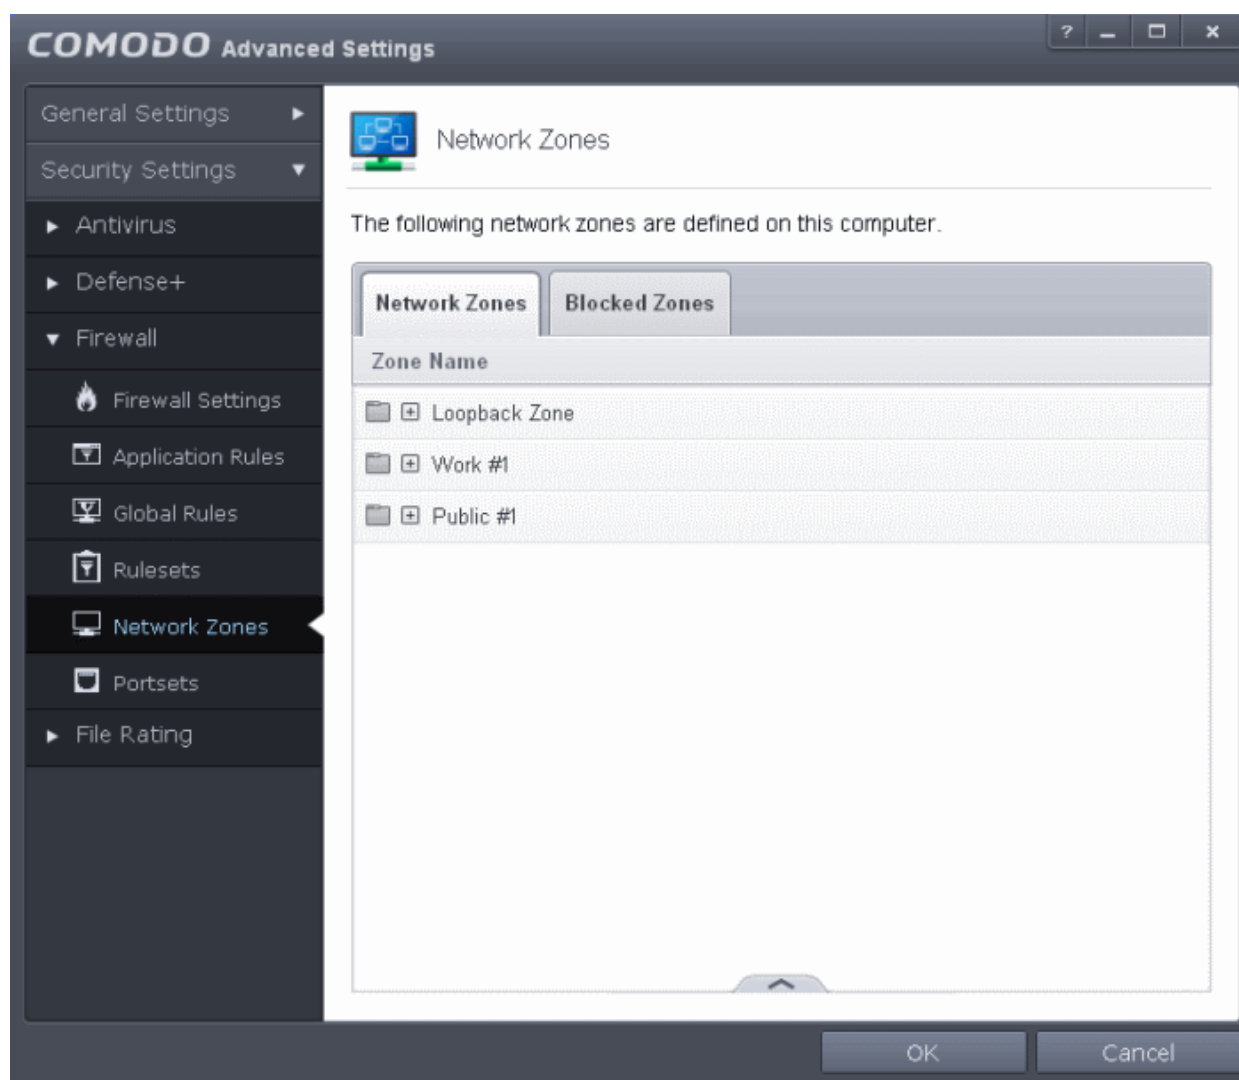 COMODO Advanced Settings
?
General Settings
Security Settings
Antivirus
Defense+
Firewall
Firewall Settings
Application Rules
Global Rules
Rulesets
Network Zones
Portsets
File Rating
Network Zones
The following network zones are defined on this computer.
Network Zones Blocked Zones
Zone Name
Loopback Zone
Work #1
Public #1
OK Cancel